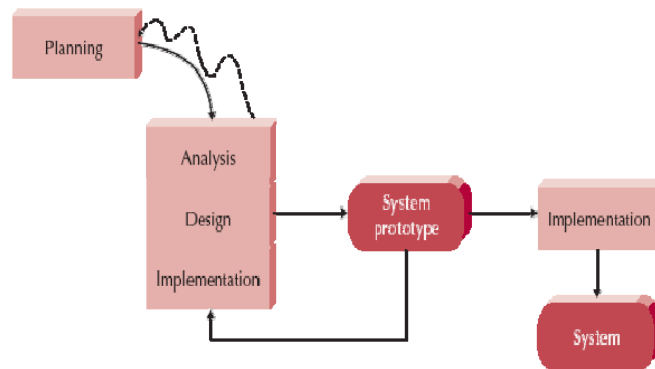 Planning
Analysis
Design
Implementation
System
prototype
Implementation
System